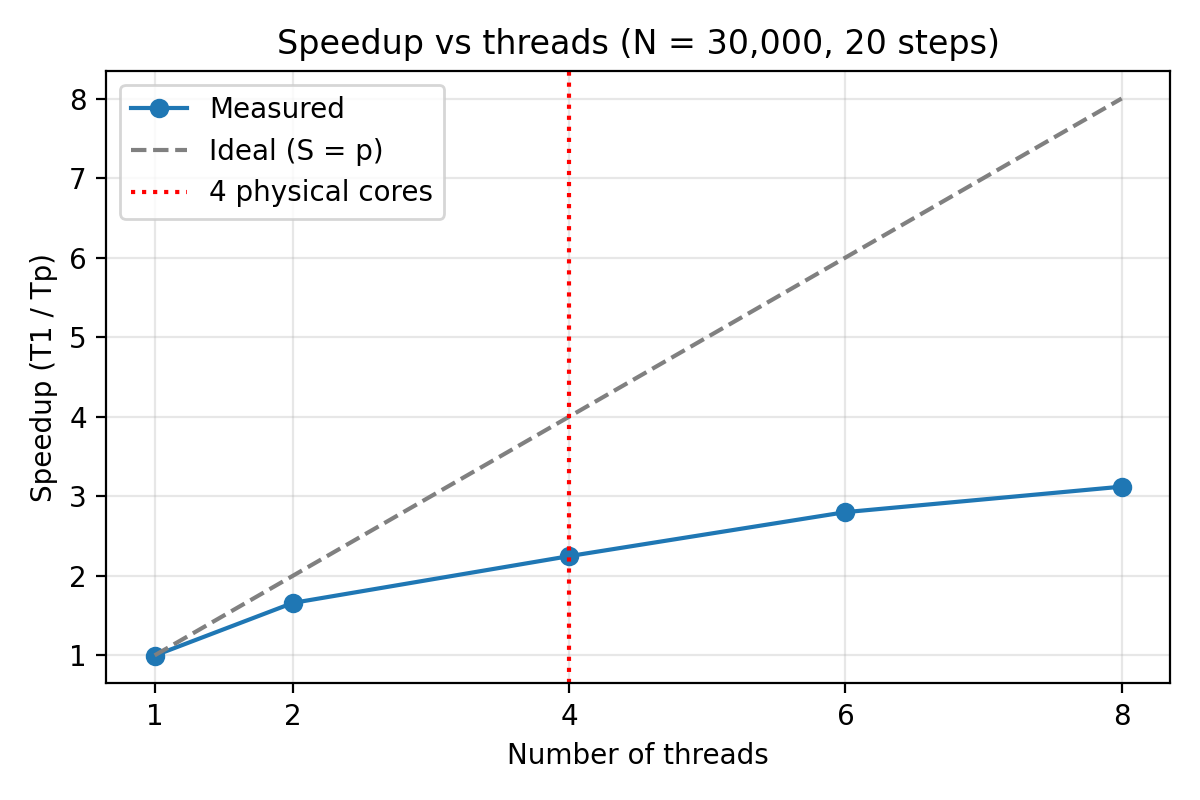 Speedup vs threads (N = 30,000, 20 steps)
Measured
Ideal (S = p)
4 physical cores
Speedup (T1 / Tp)
8
7
6
5
4
3
2
1
1 2 4 6 8
Number of threads